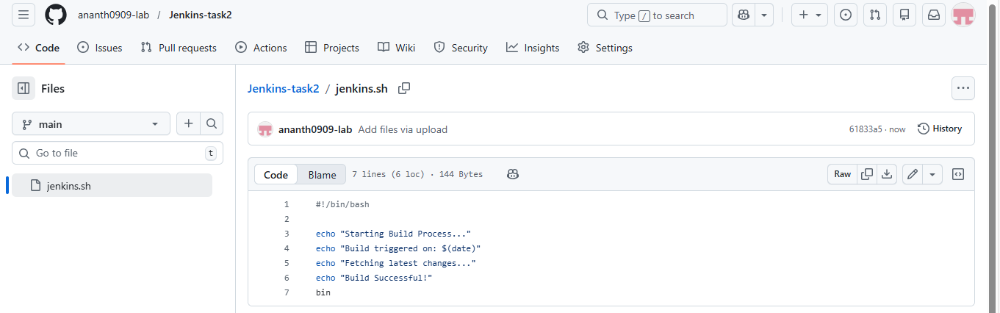 ananth0909-lab / Jenkins-task2
Type / to search
Code Issues Pull requests Actions Projects Wiki Security Insights Settings
Files
main
Go to file t
jenkins.sh
Jenkins-task2 / jenkins.sh
ananth0909-lab Add files via upload 61833a5 · now History
Code Blame 7 lines (6 loc) · 144 Bytes Raw
1 #!/bin/bash
2
3 echo "Starting Build Process..."
4 echo "Build triggered on: $(date)"
5 echo "Fetching latest changes..."
6 echo "Build Successful!"
7 bin